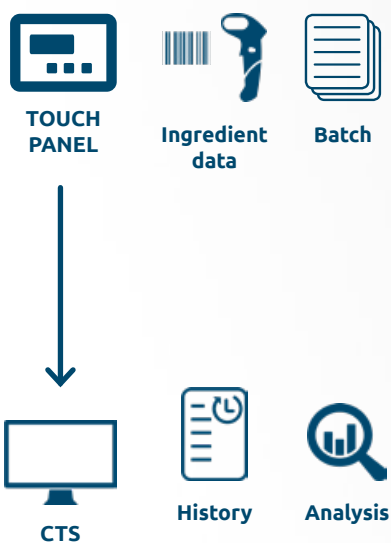 TOUCH
PANEL
Ingredient
data
Batch
CTS
History
Analysis